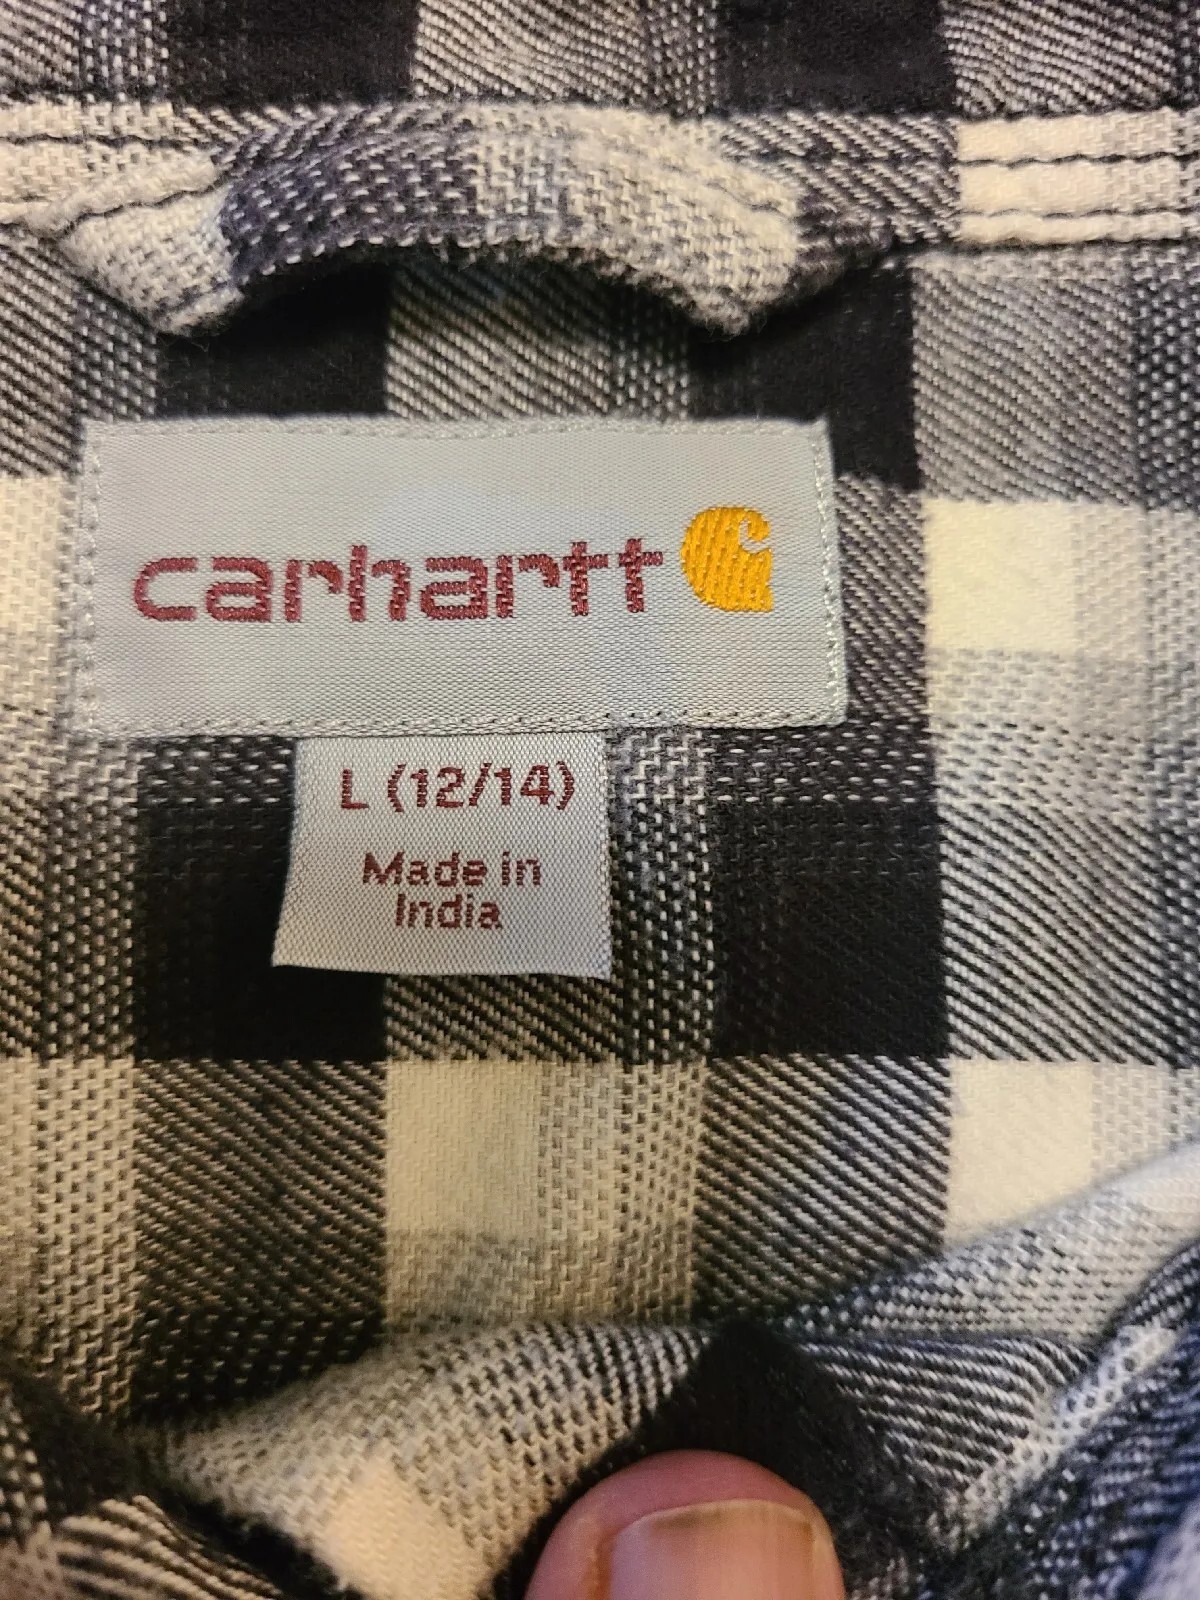 carhartt
L (12/14)
Made in
India